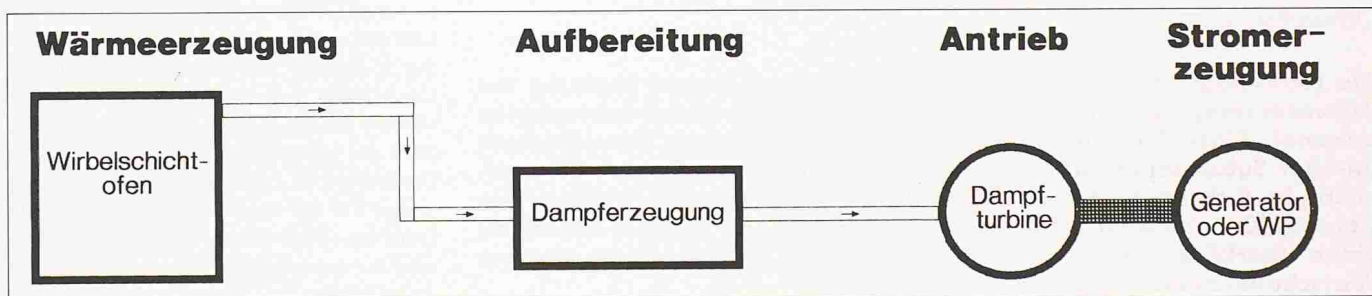 Wärmeerzeugung
Aufbereitung
Antrieb
Stromer-
zeugung
Wirbelschicht-
ofen
Dampferzeugung
Dampf-
turbine
Generator
oder WP